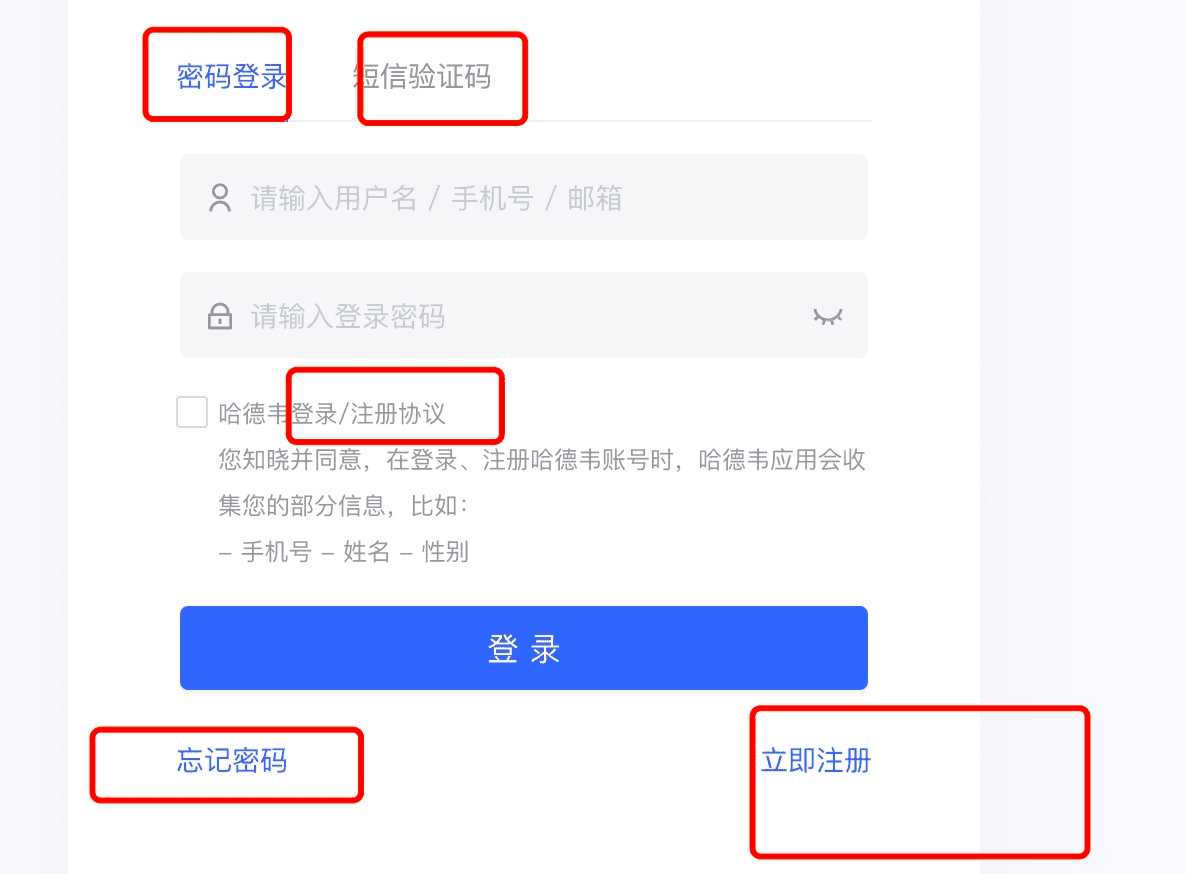 密码登录 短信验证码
请输入用户名 / 手机号 / 邮箱
请输入登录密码
哈德韦登录/注册协议
您知晓并同意，在登录、注册哈德韦账号时，哈德韦应用会收
集您的部分信息，比如：
– 手机号 – 姓名 – 性别
登 录
忘记密码 立即注册